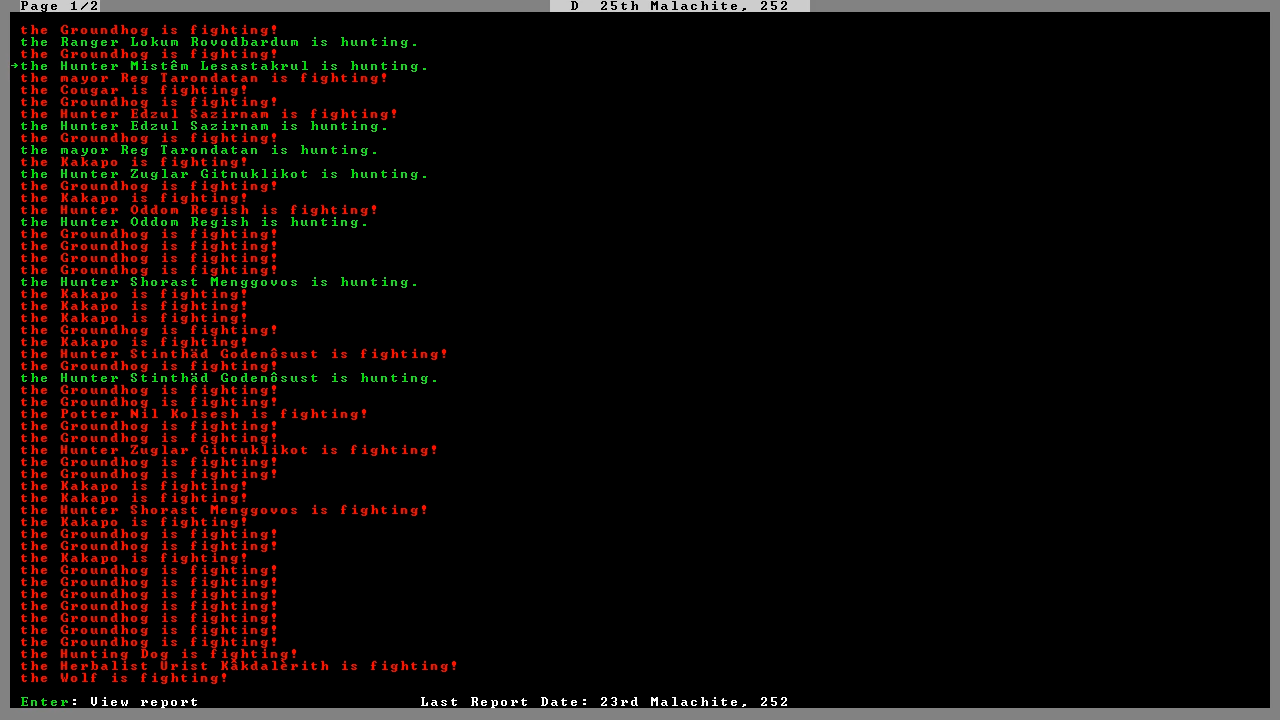 Page 1/2 D 25th Malachite, 252
the Groundhog is fighting!
the Ranger Lokum Rovodbardum is hunting.
the Groundhog is fighting!
→the Hunter Mistêm Lesastakrul is hunting.
the mayor Reg Tarondatan is fighting!
the Cougar is fighting!
the Groundhog is fighting!
the Hunter Edzul Sazirnam is fighting!
the Hunter Edzul Sazirnam is hunting.
the Groundhog is fighting!
the mayor Reg Tarondatan is hunting.
the Kakapo is fighting!
the Hunter Zuglar Gitnuklikot is hunting.
the Groundhog is fighting!
the Kakapo is fighting!
the Hunter Oddom Regish is fighting!
the Hunter Oddom Regish is hunting.
the Groundhog is fighting!
the Groundhog is fighting!
the Groundhog is fighting!
the Groundhog is fighting!
the Hunter Shorast Menggovos is hunting.
the Kakapo is fighting!
the Kakapo is fighting!
the Kakapo is fighting!
the Groundhog is fighting!
the Kakapo is fighting!
the Hunter Stinthäd Godenôsust is fighting!
the Groundhog is fighting!
the Hunter Stinthäd Godenôsust is hunting.
the Groundhog is fighting!
the Groundhog is fighting!
the Potter Nil Kolsesh is fighting!
the Groundhog is fighting!
the Groundhog is fighting!
the Hunter Zuglar Gitnuklikot is fighting!
the Groundhog is fighting!
the Groundhog is fighting!
the Kakapo is fighting!
the Kakapo is fighting!
the Hunter Shorast Menggovos is fighting!
the Kakapo is fighting!
the Groundhog is fighting!
the Groundhog is fighting!
the Kakapo is fighting!
the Groundhog is fighting!
the Groundhog is fighting!
the Groundhog is fighting!
the Groundhog is fighting!
the Groundhog is fighting!
the Groundhog is fighting!
the Groundhog is fighting!
the Hunting Dog is fighting!
the Herbalist Urist Kâkdalèrith is fighting!
the Wolf is fighting!
Enter: View report Last Report Date: 23rd Malachite, 252